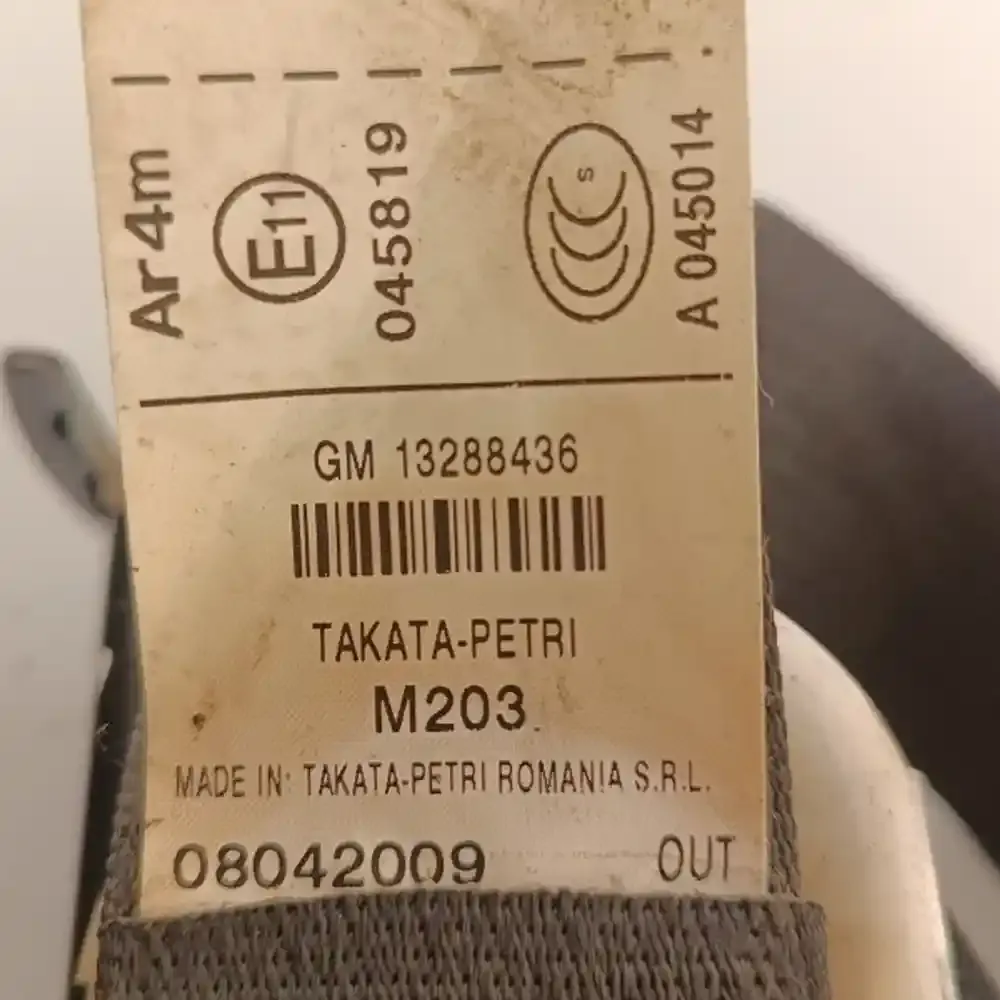 Ar4m
E11
045819
S
A 045014
GM 13288436
TAKATA-PETRI
M203
MADE IN: TAKATA-PETRI ROMANIA S.R.L.
08042009 OUT